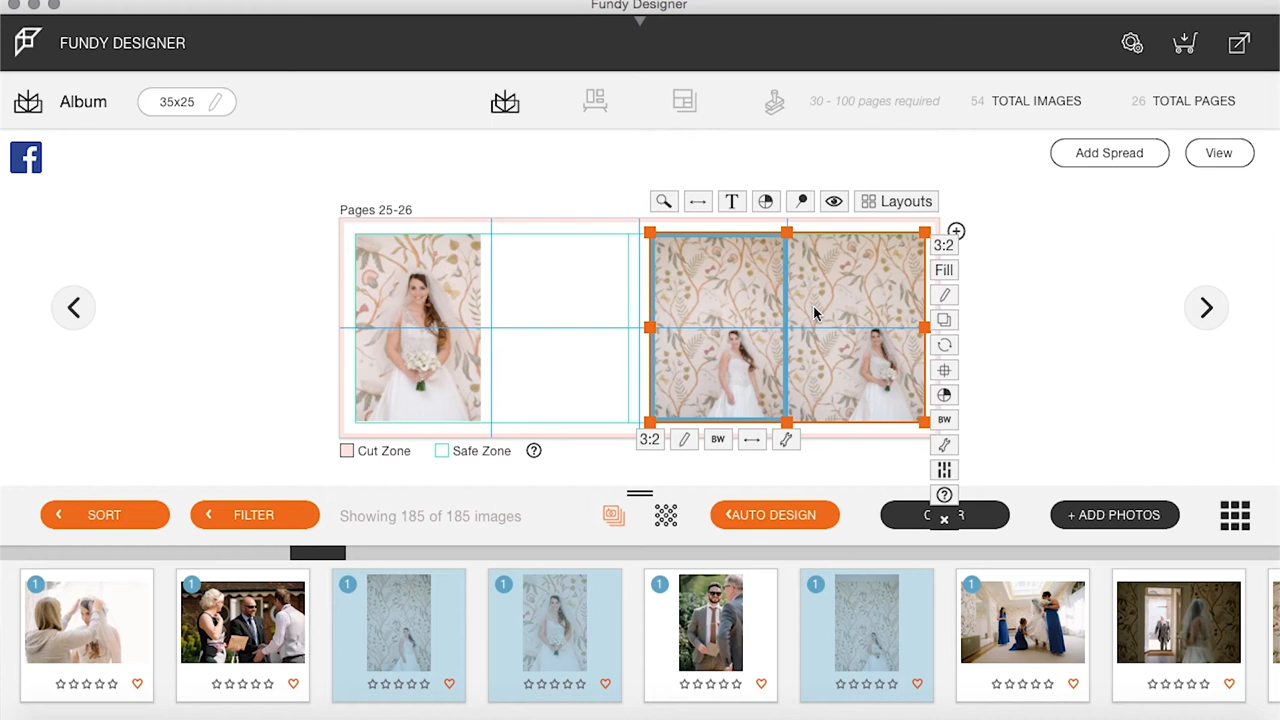 Fundy Designer
FUNDY DESIGNER
Album
35x25
30 - 100 pages required
54 TOTAL IMAGES
26 TOTAL PAGES
Add Spread
View
T
Layouts
Pages 25-26
3:2
Fill
BW
3:2
BW
Cut Zone
Safe Zone
?
?
SORT
FILTER
Showing 185 of 185 images
AUTO DESIGN
+ ADD PHOTOS
1
1
1
1
1
1
1